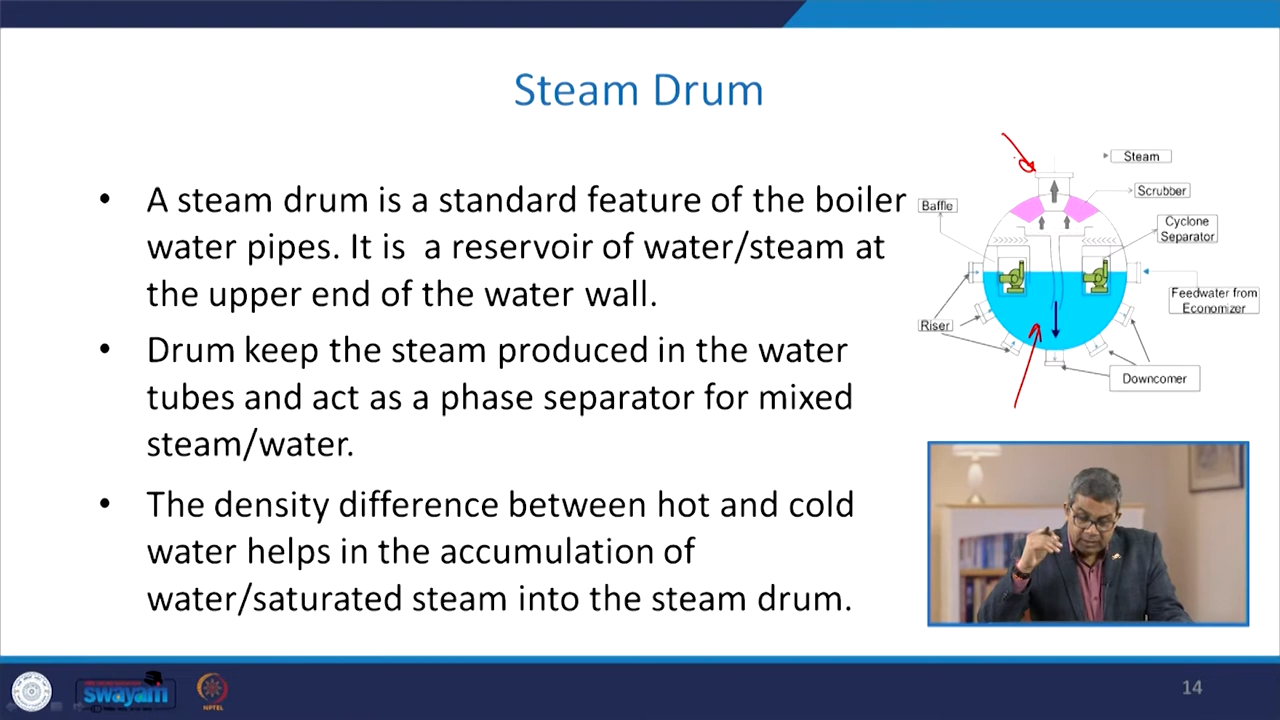 Steam Drum
• A steam drum is a standard feature of the boiler
water pipes. It is a reservoir of water/steam at
the upper end of the water wall.
• Drum keep the steam produced in the water
tubes and act as a phase separator for mixed
steam/water.
• The density difference between hot and cold
water helps in the accumulation of
water/saturated steam into the steam drum.
Steam
Scrubber
Baffle
Cyclone
Separator
Feedwater from
Economizer
Riser
Downcomer
swayam
NPTEL
14